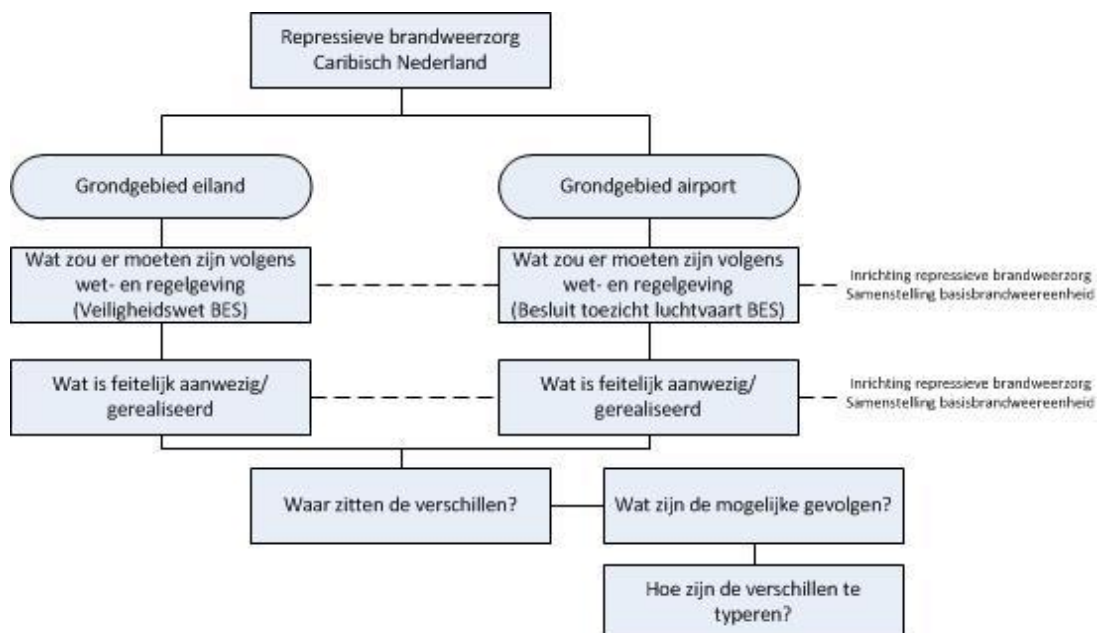 Repressieve brandweerzorg
Caribisch Nederland
Grondgebied eiland
Grondgebied airport
Wat zou er moeten zijn volgens
wet- en regelgeving
(Veiligheidswet BES)
Wat zou er moeten zijn volgens
wet- en regelgeving
(Besluit toezicht luchtvaart BES)
Inrichting repressieve brandweerzorg
Samenstelling basisbrandweereenheid
Wat is feitelijk aanwezig/
gerealiseerd
Wat is feitelijk aanwezig/
gerealiseerd
Inrichting repressieve brandweerzorg
Samenstelling basisbrandweereenheid
Waar zitten de verschillen?
Wat zijn de mogelijke gevolgen?
Hoe zijn de verschillen te
typeren?